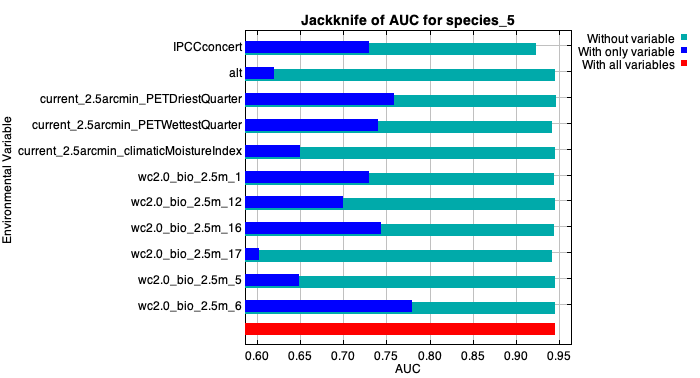 Jackknife of AUC for species_5
Without variable
With only variable
With all variables
Environmental Variable
IPCCconcert
alt
current_2.5arcmin_PETDriestQuarter
current_2.5arcmin_PETWettestQuarter
current_2.5arcmin_climaticMoistureIndex
wc2.0_bio_2.5m_1
wc2.0_bio_2.5m_12
wc2.0_bio_2.5m_16
wc2.0_bio_2.5m_17
wc2.0_bio_2.5m_5
wc2.0_bio_2.5m_6
0.60 0.65 0.70 0.75 0.80 0.85 0.90 0.95
AUC